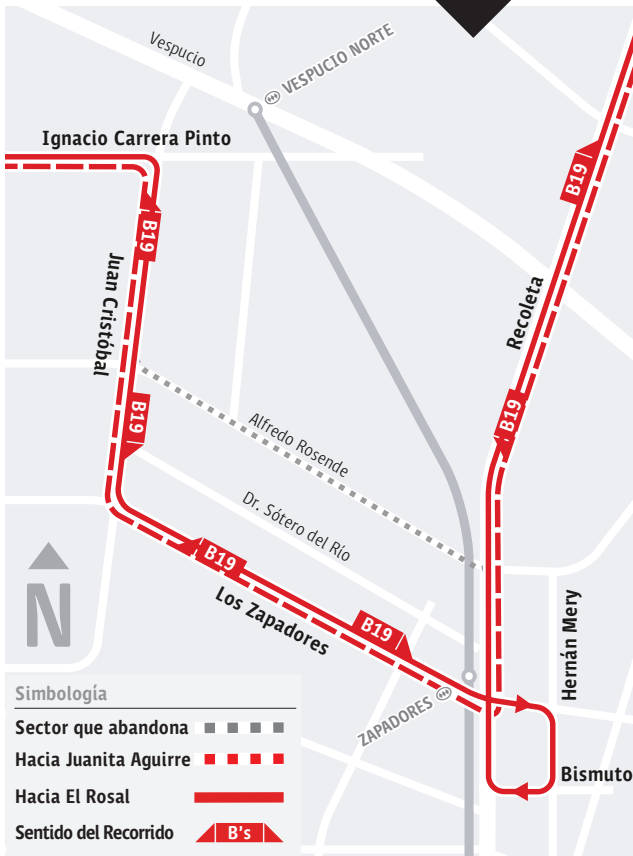 Vespucio
VESPUCIO NORTE
Ignacio Carrera Pinto
B19
B19
Juan Cristóbal
Recoleta
B19
B19
Alfredo Rosende
Dr. Sótero del Río
B19
Los Zapadores
B19
Hernán Mery
N
ZAPADORES
Bismuto
Simbología
Sector que abandona
Hacia Juanita Aguirre
Hacia El Rosal
Sentido del Recorrido
B's